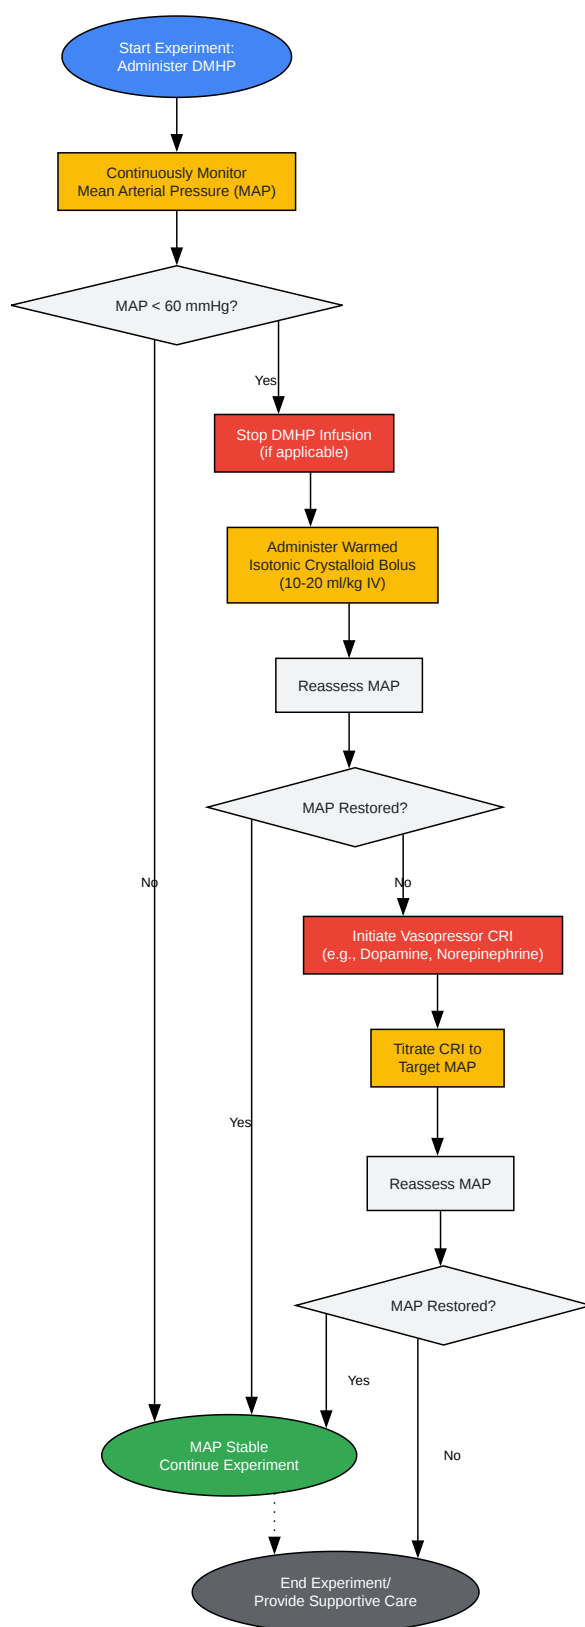 Start Experiment:
Administer DMHP
Continuously Monitor
Mean Arterial Pressure (MAP)
MAP < 60 mmHg?
Yes
Stop DMHP Infusion
(if applicable)
Administer Warmed
Isotonic Crystalloid Bolus
(10-20 ml/kg IV)
Reassess MAP
MAP Restored?
No
No
Initiate Vasopressor CRI
(e.g., Dopamine, Norepinephrine)
Titrate CRI to
Target MAP
Yes
Reassess MAP
MAP Restored?
Yes
MAP Stable
Continue Experiment
No
End Experiment/
Provide Supportive Care